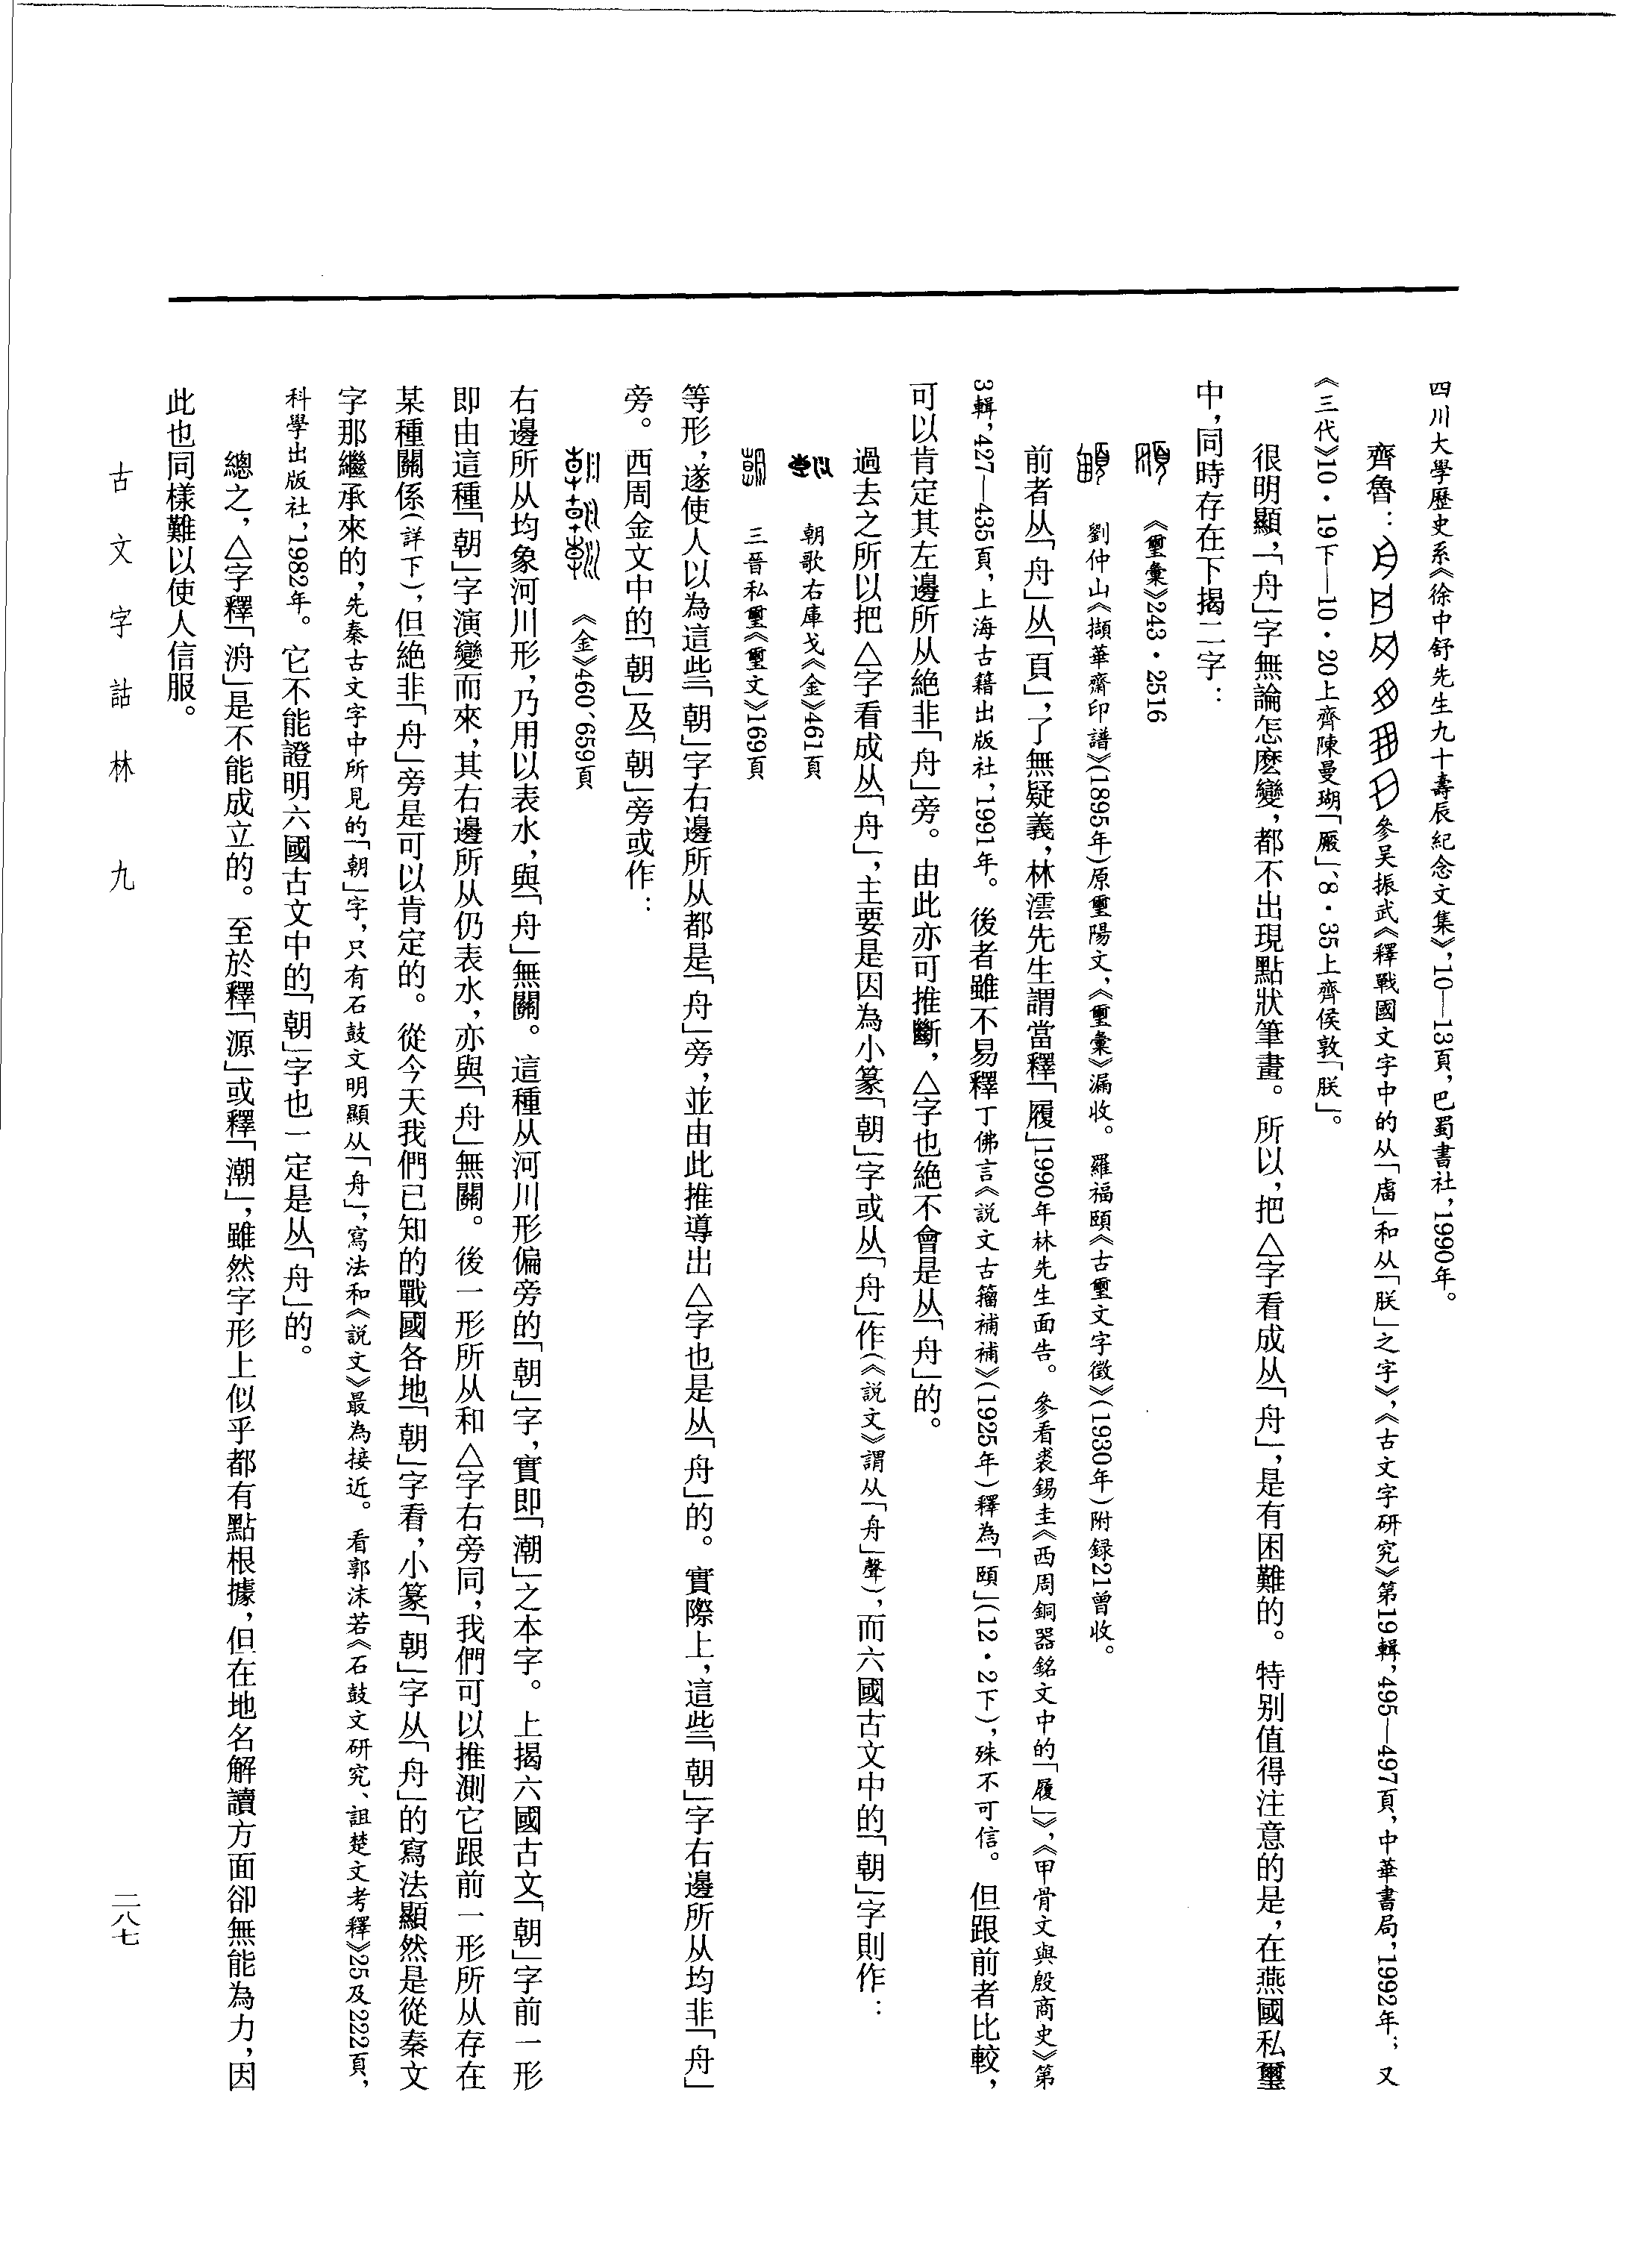 四川大學歷史系《徐中舒先生九十壽辰紀念文集》，10—13頁，巴蜀書社，1990年。
齊魯：參吴振武《釋戰國文字中的从「虍」和从「朕」之字》，《古文字研究》第19輯，495—497頁，中華書局，1992年；又
《三代》10·19下—10·20上齊陳曼瑚「廏」、8·35上齊侯敦「朕」。
很明顯，「舟」字無論怎麽變，都不出現點狀筆畫。所以，把△字看成从「舟」，是有困難的。特别值得注意的是，在燕國私璽
中，同時存在下揭二字：
《璽彙》243·2516
劉仲山《擷華齋印譜》（1895年）原璽陽文，《璽彙》漏收。羅福頤《古璽文字徵》（1930年）附録21曾收。
前者从「舟」从「頁」，了無疑義，林澐先生謂當釋「履」1990年林先生面告。參看裘錫圭《西周銅器銘文中的「履」》，《甲骨文與殷商史》第
3輯，427—435頁，上海古籍出版社，1991年。後者雖不易釋丁佛言《説文古籀補補》（1925年）釋為「頤」（12·2下），殊不可信。但跟前者比較，
可以肯定其左邊所从絶非「舟」旁。由此亦可推斷，△字也絶不會是从「舟」的。
過去之所以把△字看成从「舟」，主要是因為小篆「朝」字或从「舟」作（《説文》謂从「舟」聲），而六國古文中的「朝」字則作：
朝歌右庫戈《金》461頁
三晉私璽《璽文》169頁
等形，遂使人以為這些「朝」字右邊所从都是「舟」旁，並由此推導出△字也是从「舟」的。實際上，這些「朝」字右邊所从均非「舟」
旁。西周金文中的「朝」及「朝」旁或作：
《金》460、659頁
右邊所从均象河川形，乃用以表水，與「舟」無關。這種从河川形偏旁的「朝」字，實即「潮」之本字。上揭六國古文「朝」字前一形
即由這種「朝」字演變而來，其右邊所从仍表水，亦與「舟」無關。後一形所从和△字右旁同，我們可以推測它跟前一形所从存在
某種關係（詳下），但絶非「舟」旁是可以肯定的。從今天我們已知的戰國各地「朝」字看，小篆「朝」字从「舟」的寫法顯然是從秦文
字那繼承來的，先秦古文字中所見的「朝」字，只有石鼓文明顯从「舟」，寫法和《説文》最為接近。看郭沫若《石鼓文研究、詛楚文考釋》25及222頁，
科學出版社，1982年。它不能證明六國古文中的「朝」字也一定是从「舟」的。
總之，△字釋「洀」是不能成立的。至於釋「源」或釋「潮」，雖然字形上似乎都有點根據，但在地名解讀方面卻無能為力，因
此也同樣難以使人信服。
古文字詁林 九
二八七